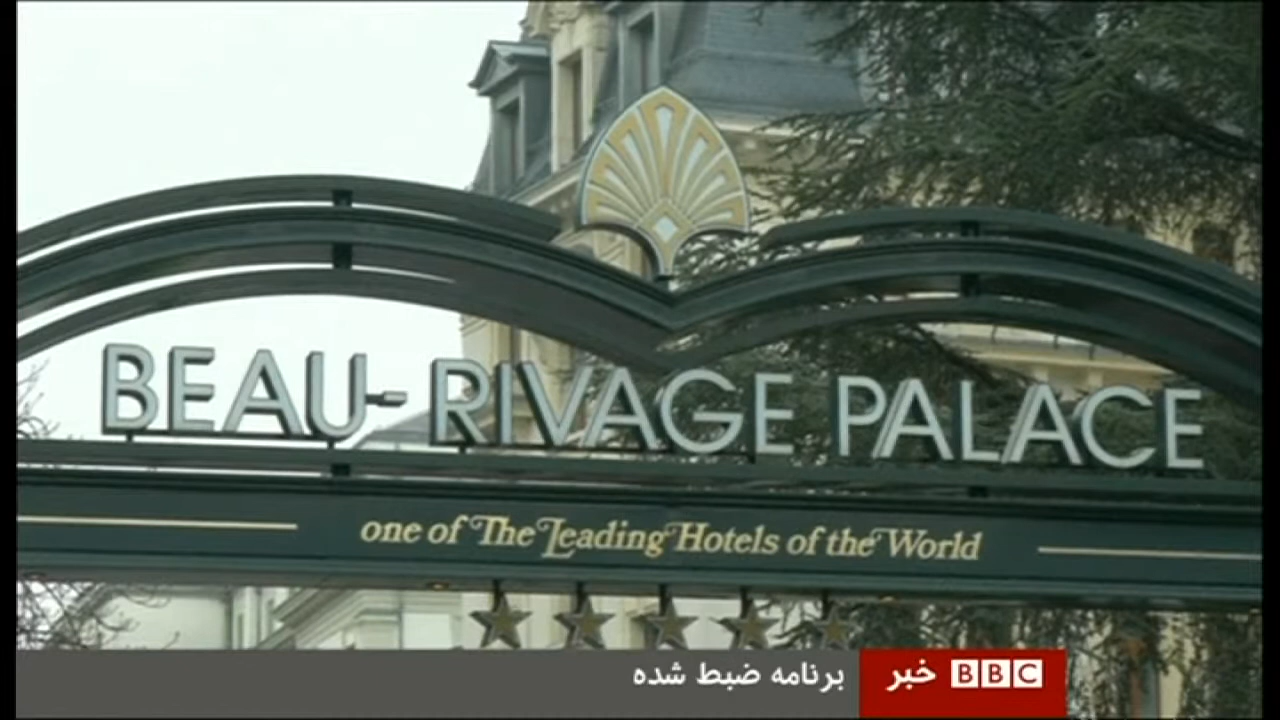 BEAU-RIVAGE PALACE
one of The Leading Hotels of the World
BBC خبر
برنامه ضبط شده